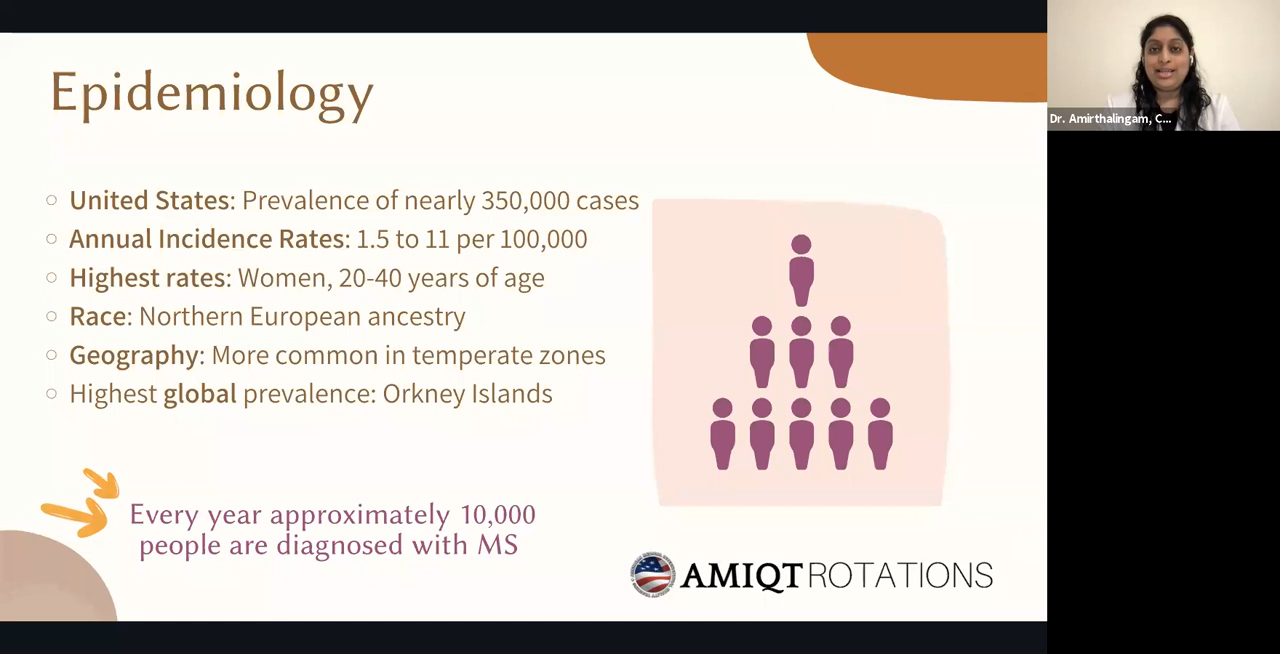 Epidemiology
United States: Prevalence of nearly 350,000 cases
Annual Incidence Rates: 1.5 to 11 per 100,000
Highest rates: Women, 20-40 years of age
Race: Northern European ancestry
Geography: More common in temperate zones
Highest global prevalence: Orkney Islands
Every year approximately 10,000
people are diagnosed with MS
AMIQT ROTATIONS
Dr. Amirthalingam, C...